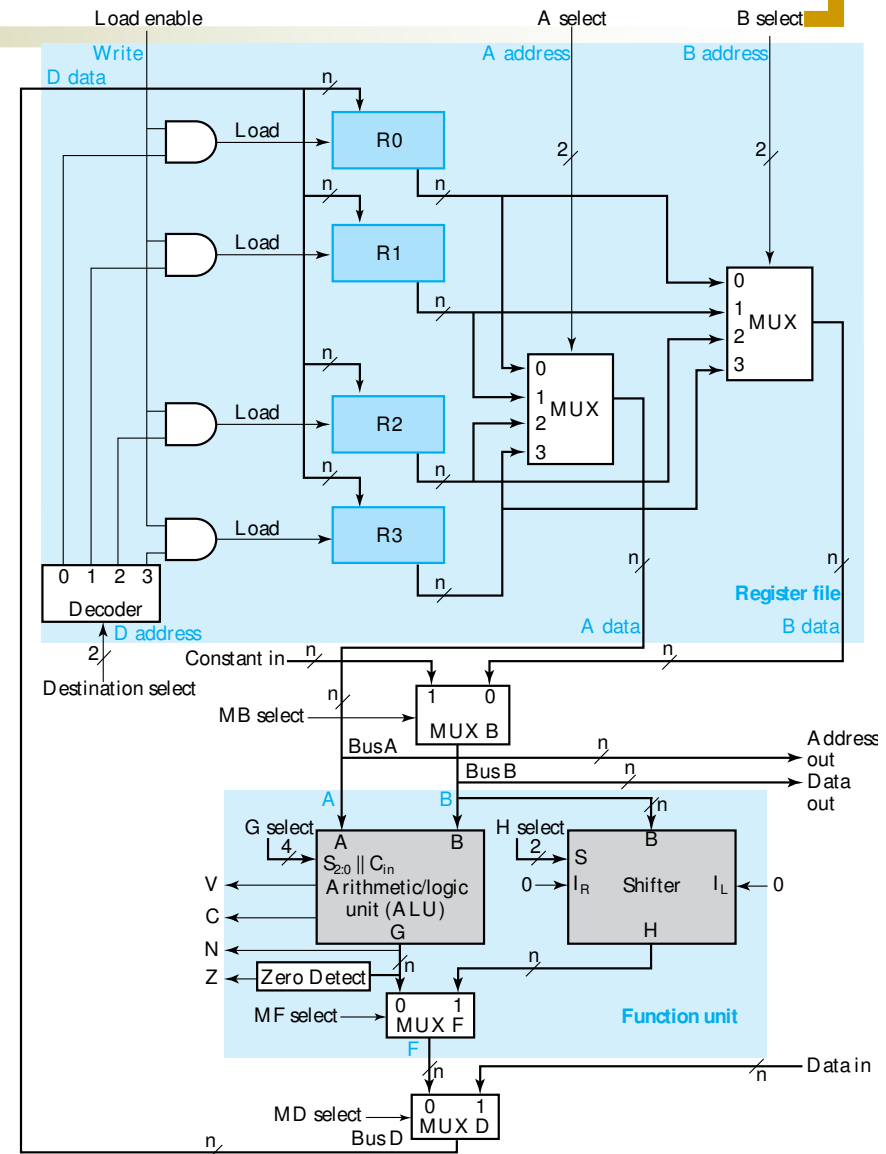 Load enable
A select
B select
Write
A address
B address
D data
n
Load
R0
2
2
n
n
Load
R1
0
1
2
3
MUX
n
n
Load
R2
0
1
2
3
MUX
n
n
Load
R3
n
n
n
0 1 2 3
Decoder
Register file
D address
A data
B data
2
Constant in
n
n
Destination select
n
1 0
MB select
MUX B
Bus A
n
Address out
Bus B
n
Data out
A
B
n
G select
4
A
B
H select
2
B
S2:0 || Cin
S
V
Arithmetic/logic
unit (ALU)
0
IR
Shifter
IL
0
C
G
H
N
n
n
Z
Zero Detect
0 1
MF select
MUX F
Function unit
F
n
n
Data in
0 1
MD select
MUX D
Bus D
n